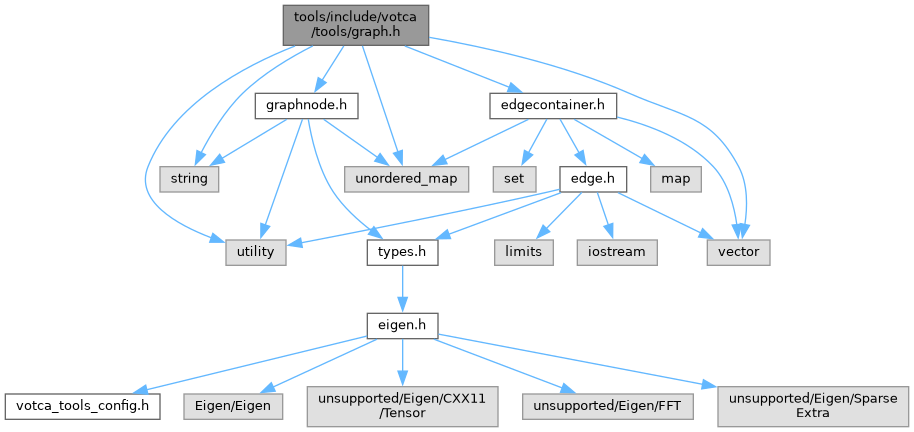 tools/include/votca
/tools/graph.h
graphnode.h
edgecontainer.h
string
unordered_map
set
edge.h
map
utility
types.h
limits
iostream
vector
eigen.h
votca_tools_config.h
Eigen/Eigen
unsupported/Eigen/CXX11
/Tensor
unsupported/Eigen/FFT
unsupported/Eigen/Sparse
Extra